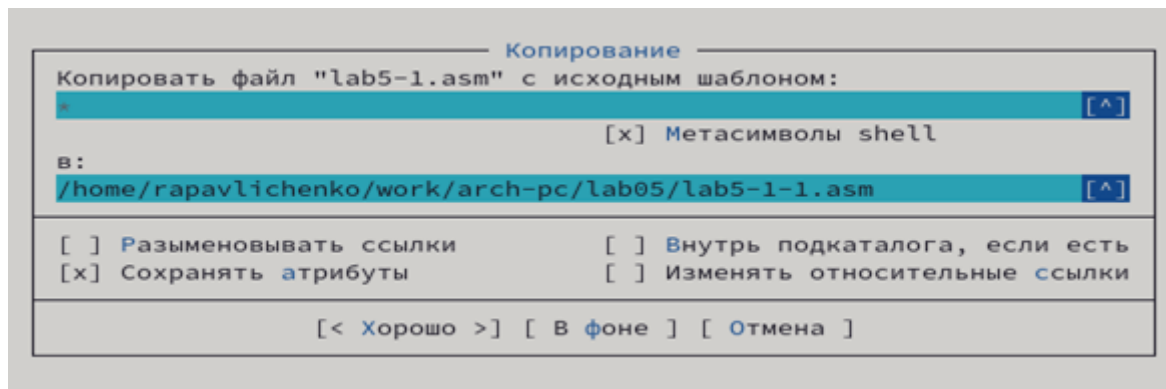 Копирование
Копировать файл "lab5-1.asm" с исходным шаблоном:
* [^]
[x] Метасимволы shell
в:
/home/rapavlichenko/work/arch-pc/lab05/lab5-1-1.asm [^]
[ ] Разыменовывать ссылки [ ] Внутрь подкаталога, если есть
[x] Сохранять атрибуты [ ] Изменять относительные ссылки
[< Хорошо >] [ В фоне ] [ Отмена ]